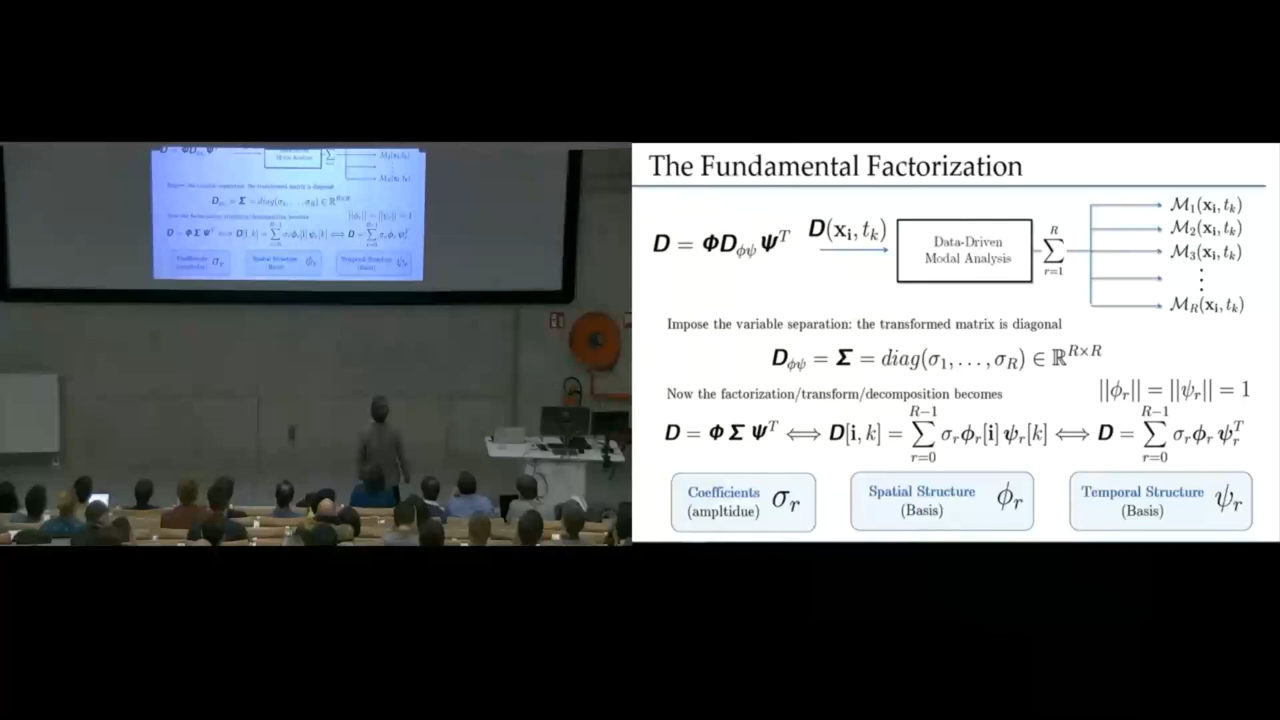 The Fundamental Factorization
D = ΦD_{ϕψ} Ψ^T
D(x_i, t_k)
Data-Driven
Modal Analysis
\sum_{r=1}^{R}
M_1(x_i, t_k)
M_2(x_i, t_k)
M_3(x_i, t_k)
⋮
M_R(x_i, t_k)
Impose the variable separation: the transformed matrix is diagonal
D_{ϕψ} = Σ = diag(σ_1, . . . , σ_R) ∈ ℝ^{R×R}
Now the factorization/transform/decomposition becomes
||ϕ_r|| = ||ψ_r|| = 1
D = Φ Σ Ψ^T ⟺ D[i, k] = \sum_{r=0}^{R-1} σ_r ϕ_r[i] ψ_r[k] ⟺ D = \sum_{r=0}^{R-1} σ_r ϕ_r ψ_r^T
Coefficients
(ampltidue)
σ_r
Spatial Structure
(Basis)
ϕ_r
Temporal Structure
(Basis)
ψ_r